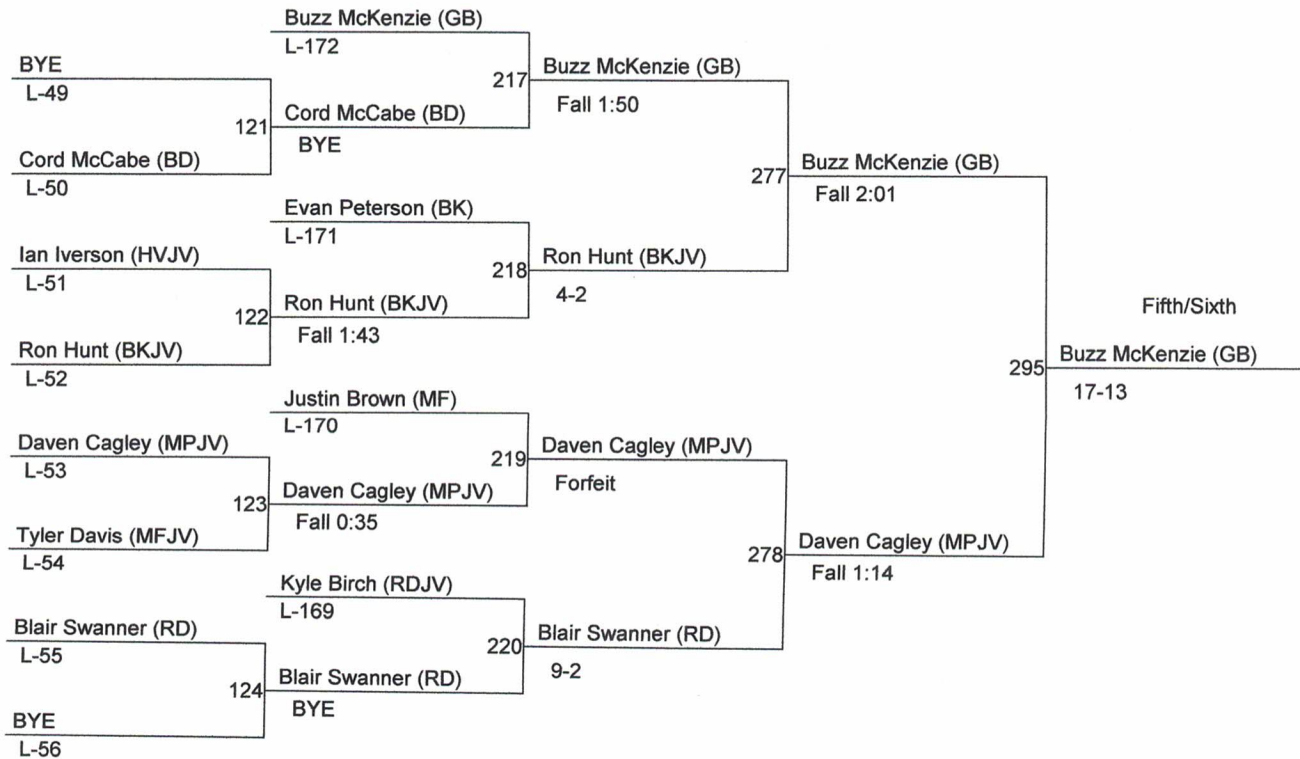 Buzz McKenzie (GB)
L-172
BYE
L-49
217
Buzz McKenzie (GB)
Fall 1:50
121
Cord McCabe (BD)
BYE
Cord McCabe (BD)
L-50
277
Buzz McKenzie (GB)
Fall 2:01
Evan Peterson (BK)
L-171
Ian Iverson (HVJV)
L-51
218
Ron Hunt (BKJV)
4-2
122
Ron Hunt (BKJV)
Fall 1:43
Ron Hunt (BKJV)
L-52
Fifth/Sixth
295
Buzz McKenzie (GB)
17-13
Justin Brown (MF)
L-170
Daven Cagley (MPJV)
L-53
219
Daven Cagley (MPJV)
Forfeit
123
Daven Cagley (MPJV)
Fall 0:35
Tyler Davis (MFJV)
L-54
278
Daven Cagley (MPJV)
Fall 1:14
Kyle Birch (RDJV)
L-169
Blair Swanner (RD)
L-55
220
Blair Swanner (RD)
9-2
124
Blair Swanner (RD)
BYE
BYE
L-56